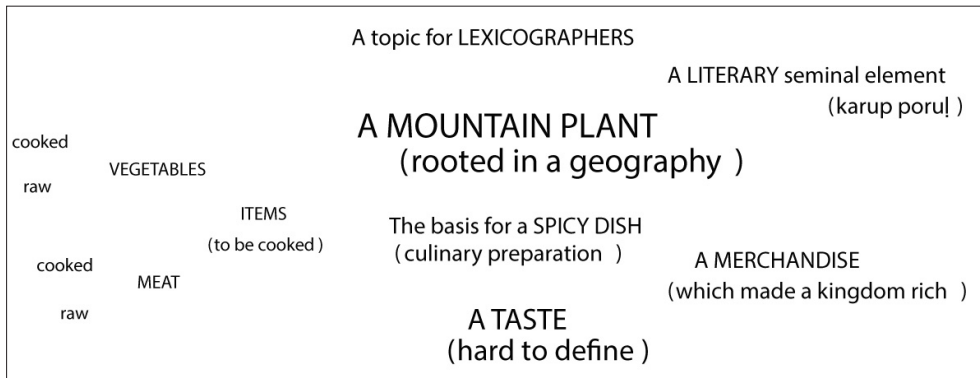 A topic for LEXICOGRAPHERS
A LITERARY seminal element
(karup poruḷ )
A MOUNTAIN PLANT
(rooted in a geography )
cooked
VEGETABLES
raw
ITEMS
(to be cooked )
The basis for a SPICY DISH
(culinary preparation )
cooked
MEAT
raw
A MERCHANDISE
(which made a kingdom rich )
A TASTE
(hard to define )